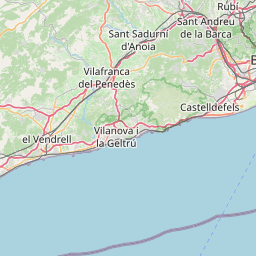 Rubí
Sant Andreu
de la Barca
Sant Sadurní
d'Anoia
B
Vilafranca
del Penedès
Castelldefels
Vilanova i
la Geltrú
el Vendrell